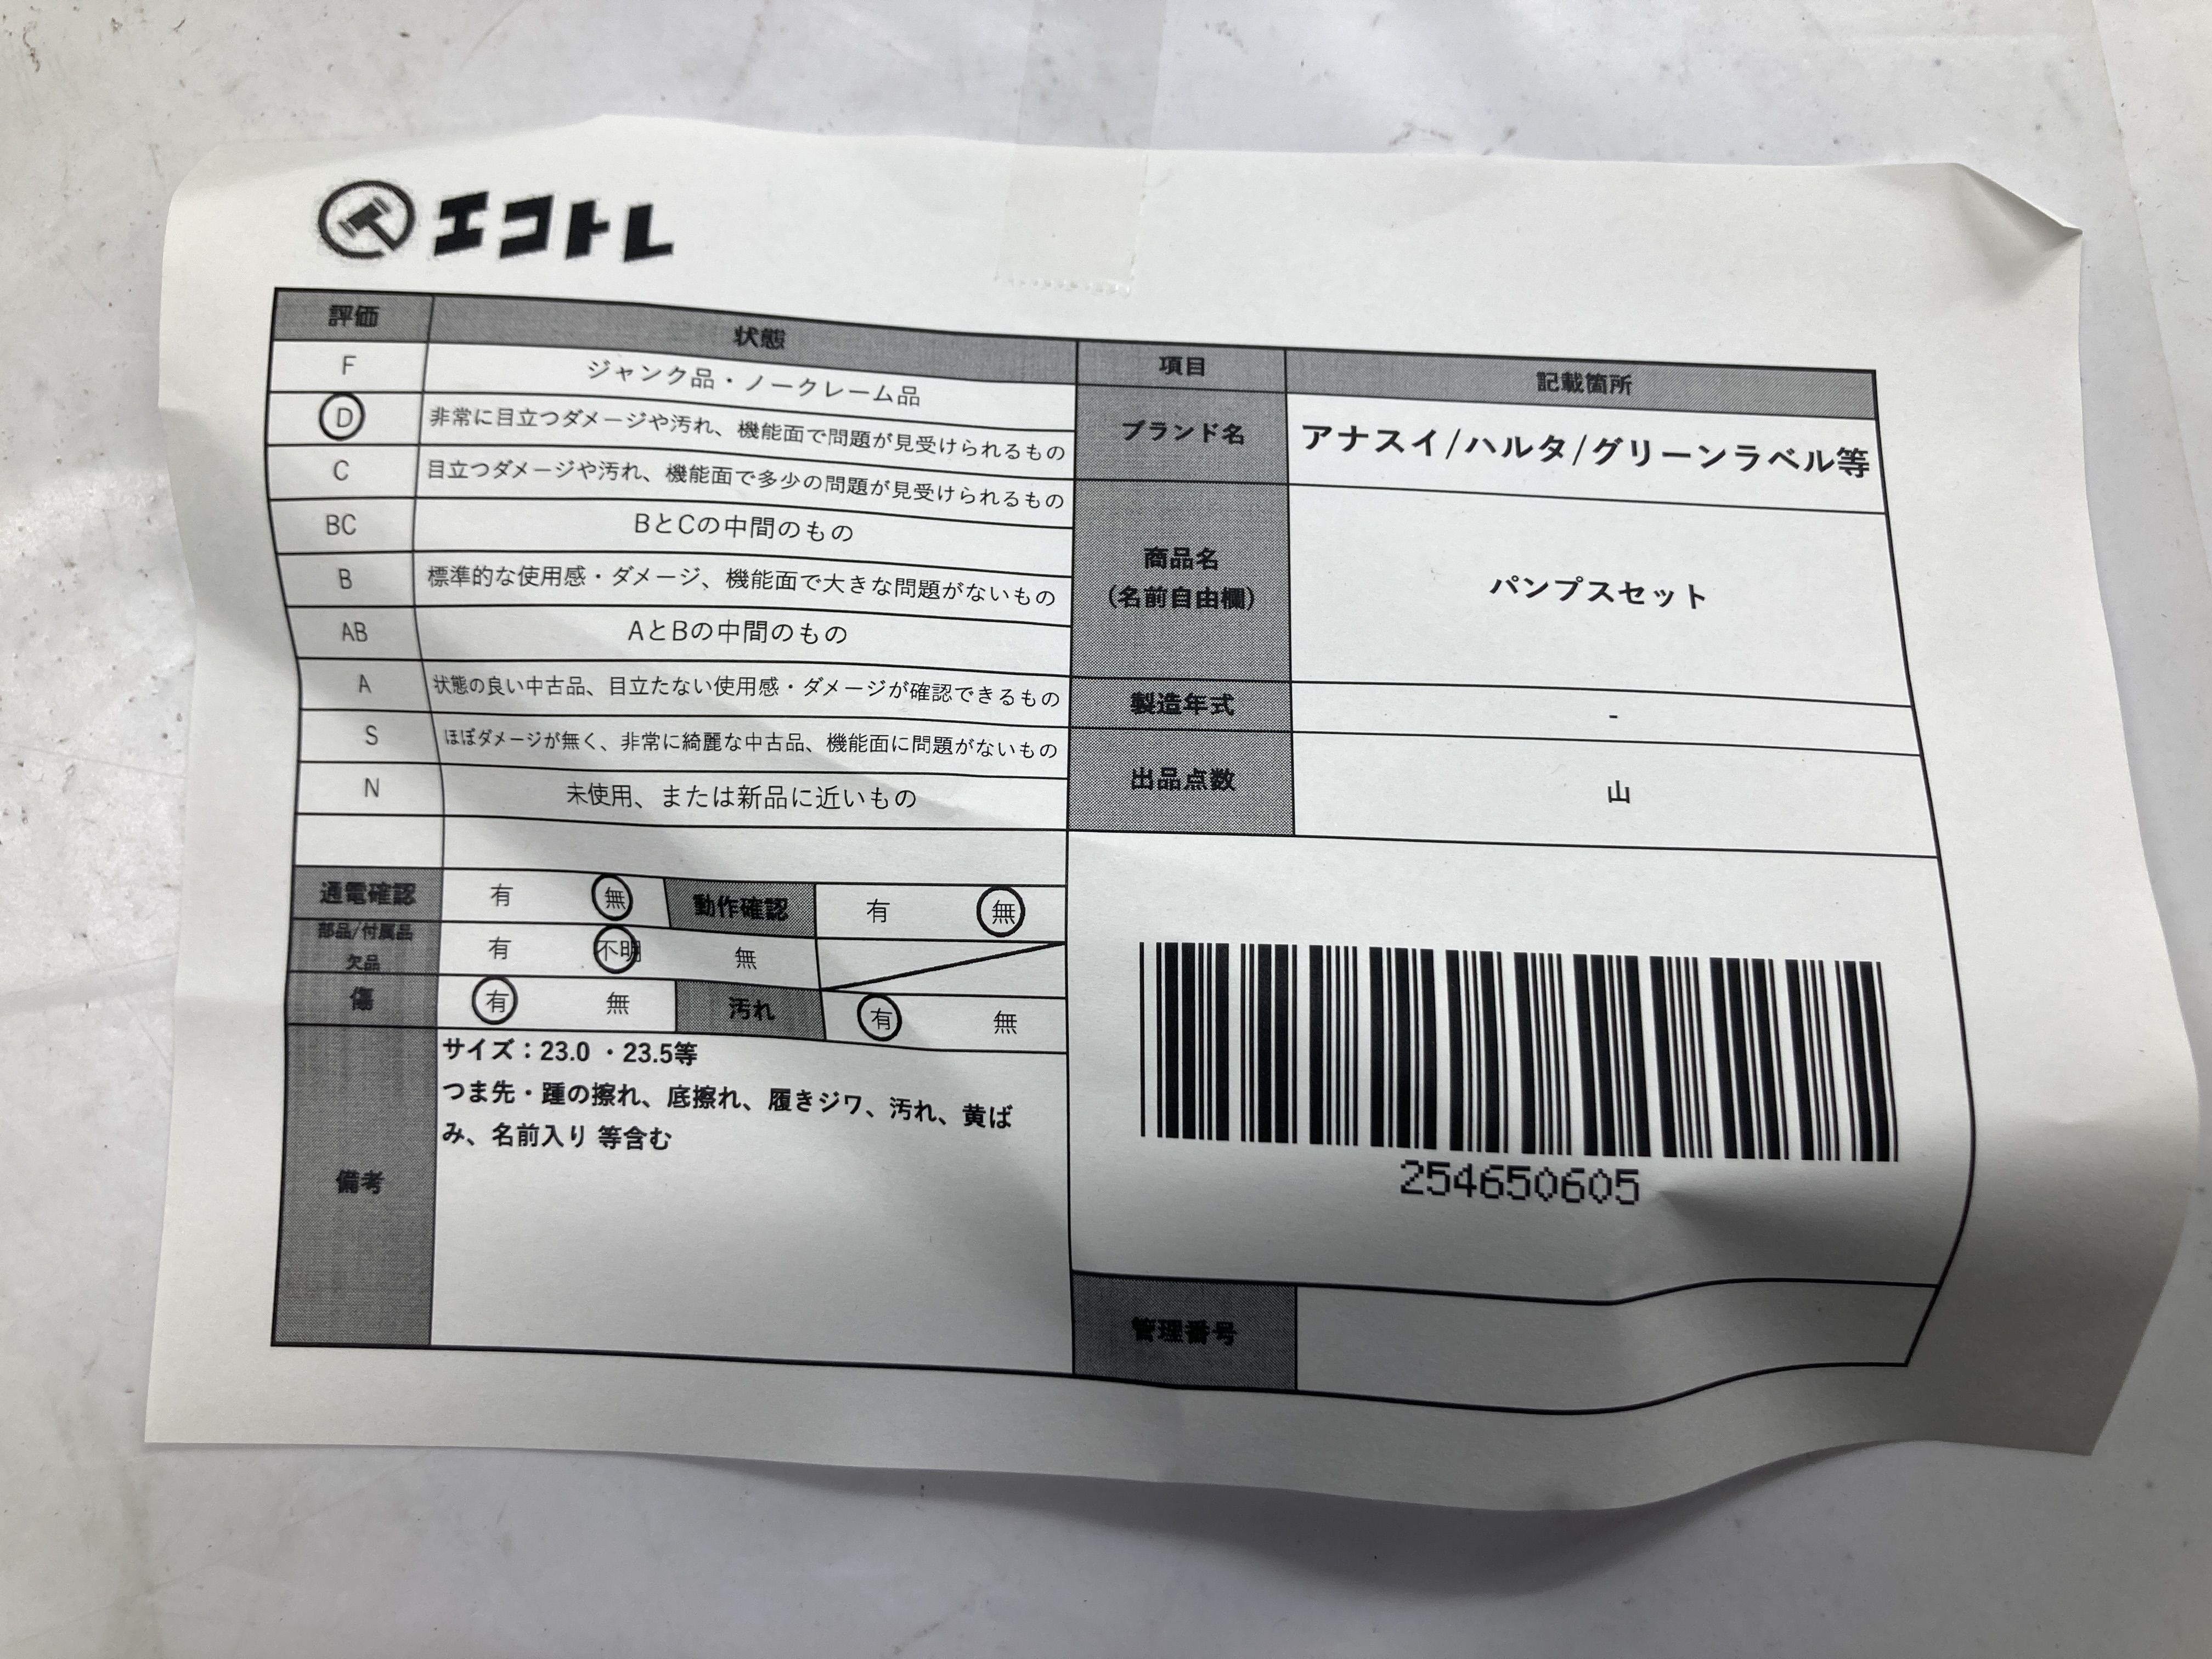 エコトレ
評価 状態
F ジャンク品・ノークレーム品
D 非常に目立つダメージや汚れ、機能面で問題が見受けられるもの
C 目立つダメージや汚れ、機能面で多少の問題が見受けられるもの
BC BとCの中間のもの
B 標準的な使用感・ダメージ、機能面で大きな問題がないもの
AB AとBの中間のもの
A 状態の良い中古品、目立たない使用感・ダメージが確認できるもの
S ほぼダメージが無く、非常に綺麗な中古品、機能面に問題がないもの
N 未使用、または新品に近いもの
通電確認 有 無 動作確認 有 無
部品/付属品
欠品 有 不明 無
傷 有 無 汚れ 有 無
備考
サイズ：23.0 ・23.5等
つま先・踵の擦れ、底擦れ、履きジワ、汚れ、黄ば
み、名前入り 等含む
項目 記載箇所
ブランド名 アナスイ/ハルタ/グリーンラベル等
商品名
(名前自由欄)
パンプスセット
製造年式 -
出品点数 山
254650605
管理番号